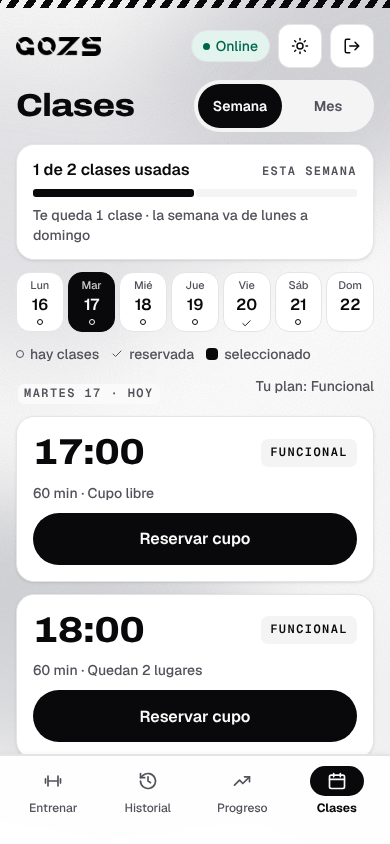 GOZS
Online
Clases
Semana
Mes
1 de 2 clases usadas
ESTA SEMANA
Te queda 1 clase · la semana va de lunes a
domingo
Lun Mar Mié Jue Vie Sáb Dom
16 17 18 19 20 21 22
hay clases reservada seleccionado
MARTES 17 · HOY
Tu plan: Funcional
17:00
FUNCIONAL
60 min · Cupo libre
Reservar cupo
18:00
FUNCIONAL
60 min · Quedan 2 lugares
Reservar cupo
Entrenar Historial Progreso Clases